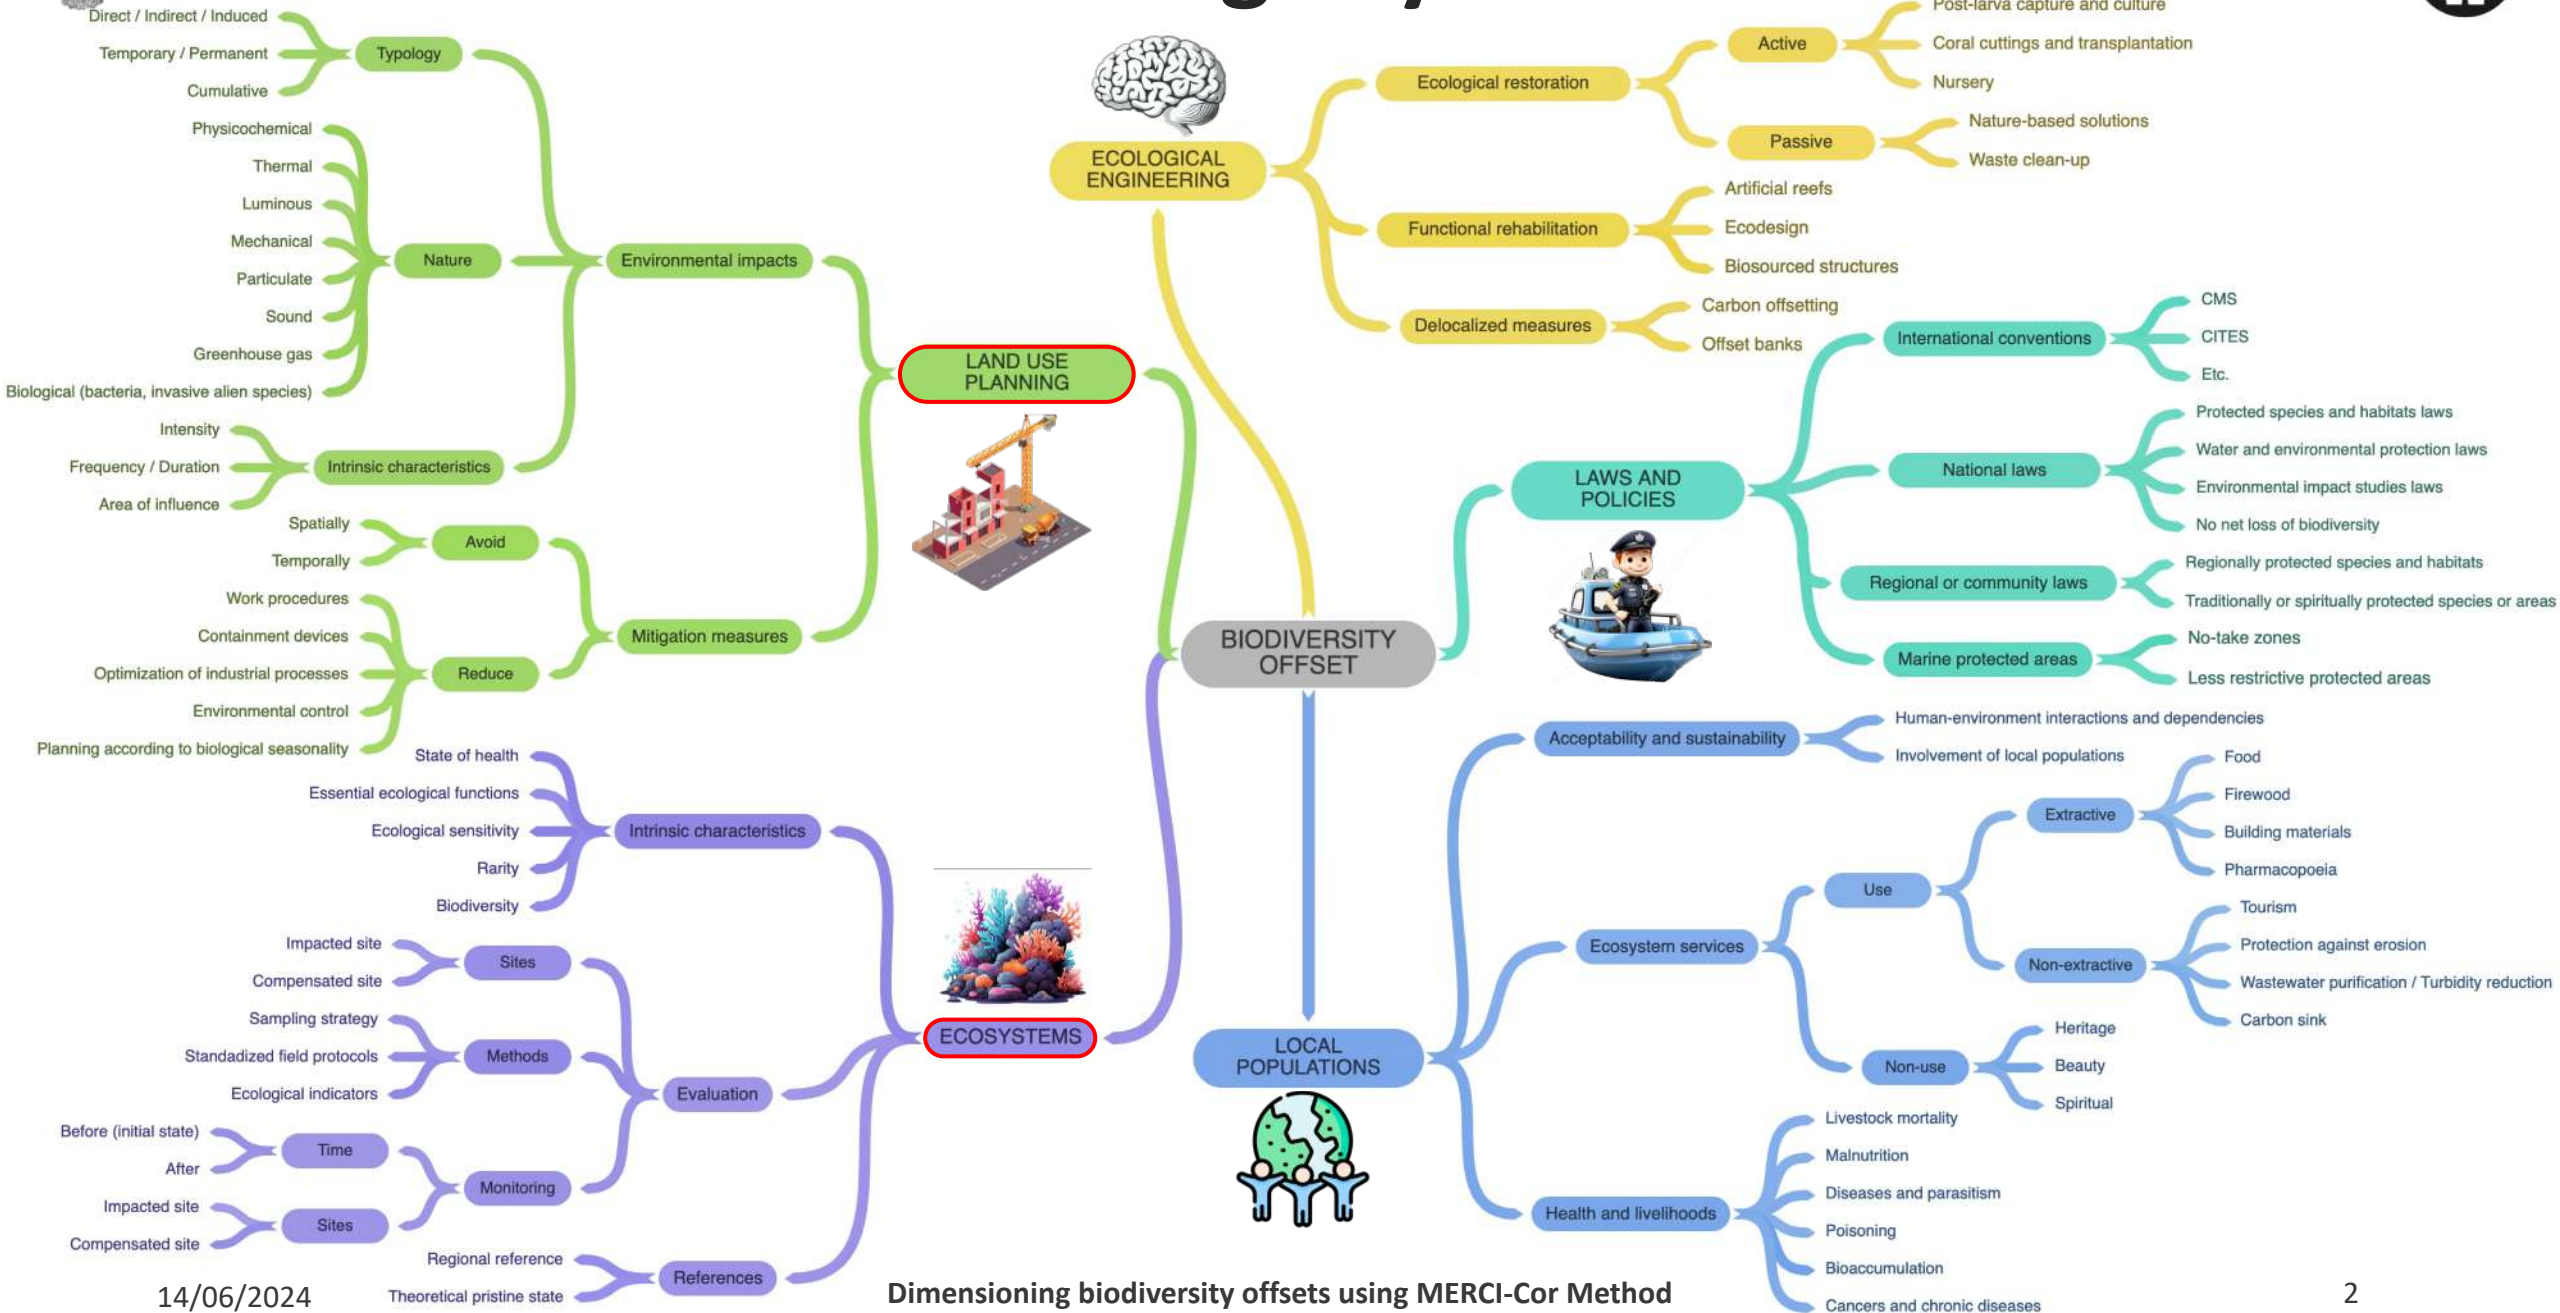 Direct / Indirect / Induced
Temporary / Permanent
Cumulative
Typology
Physicochemical
Thermal
Luminous
Mechanical
Particulate
Sound
Greenhouse gas
Biological (bacteria, invasive alien species)
Nature
Environmental impacts
Intensity
Frequency / Duration
Area of influence
Intrinsic characteristics
LAND USE
PLANNING
Spatially
Temporally
Avoid
Work procedures
Containment devices
Optimization of industrial processes
Environmental control
Planning according to biological seasonality
Reduce
Mitigation measures
State of health
Essential ecological functions
Ecological sensitivity
Rarity
Biodiversity
Intrinsic characteristics
Impacted site
Compensated site
Sites
Sampling strategy
Standadized field protocols
Ecological indicators
Methods
Evaluation
ECOSYSTEMS
Before (initial state)
After
Time
Monitoring
Impacted site
Compensated site
Sites
Regional reference
Theoretical pristine state
References
ECOLOGICAL
ENGINEERING
Ecological restoration
Active
Post-larva capture and culture
Coral cuttings and transplantation
Nursery
Passive
Nature-based solutions
Waste clean-up
Functional rehabilitation
Artificial reefs
Ecodesign
Biosourced structures
Delocalized measures
Carbon offsetting
Offset banks
BIODIVERSITY
OFFSET
LAWS AND
POLICIES
International conventions
CMS
CITES
Etc.
National laws
Protected species and habitats laws
Water and environmental protection laws
Environmental impact studies laws
No net loss of biodiversity
Regional or community laws
Regionally protected species and habitats
Traditionally or spiritually protected species or areas
Marine protected areas
No-take zones
Less restrictive protected areas
LOCAL
POPULATIONS
Acceptability and sustainability
Human-environment interactions and dependencies
Involvement of local populations
Ecosystem services
Use
Extractive
Food
Firewood
Building materials
Pharmacopoeia
Non-extractive
Tourism
Protection against erosion
Wastewater purification / Turbidity reduction
Carbon sink
Non-use
Heritage
Beauty
Spiritual
Health and livelihoods
Livestock mortality
Malnutrition
Diseases and parasitism
Poisoning
Bioaccumulation
Cancers and chronic diseases
14/06/2024
Dimensioning biodiversity offsets using MERCI-Cor Method
2